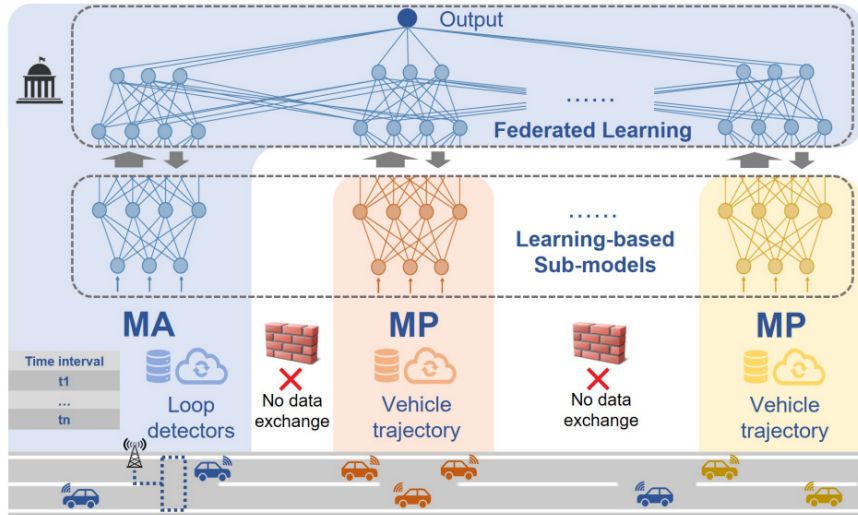 Output
......
Federated Learning
......
Learning-based
Sub-models
MA
MP
MP
Time interval
t1
...
tn
Loop
detectors
No data
exchange
Vehicle
trajectory
No data
exchange
Vehicle
trajectory